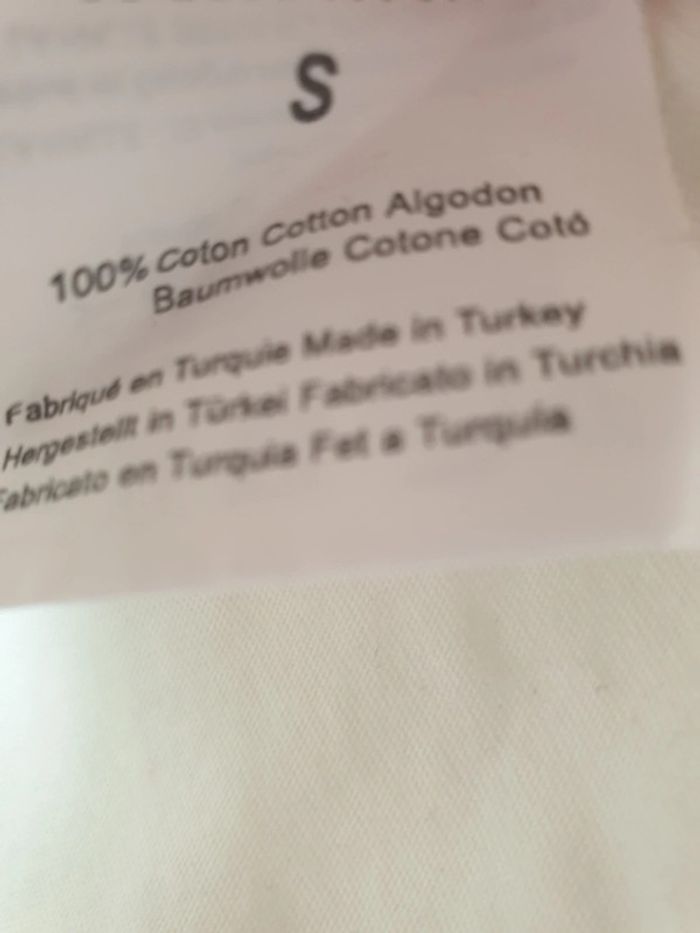 S
100% Coton Cotton Algodon
Baumwolle Cotone Cotó
Fabriqué en Turquie Made in Turkey
Hergestellt in Türkei Fabricato in Turchia
Fabricato en Turquia Fet a Turquia